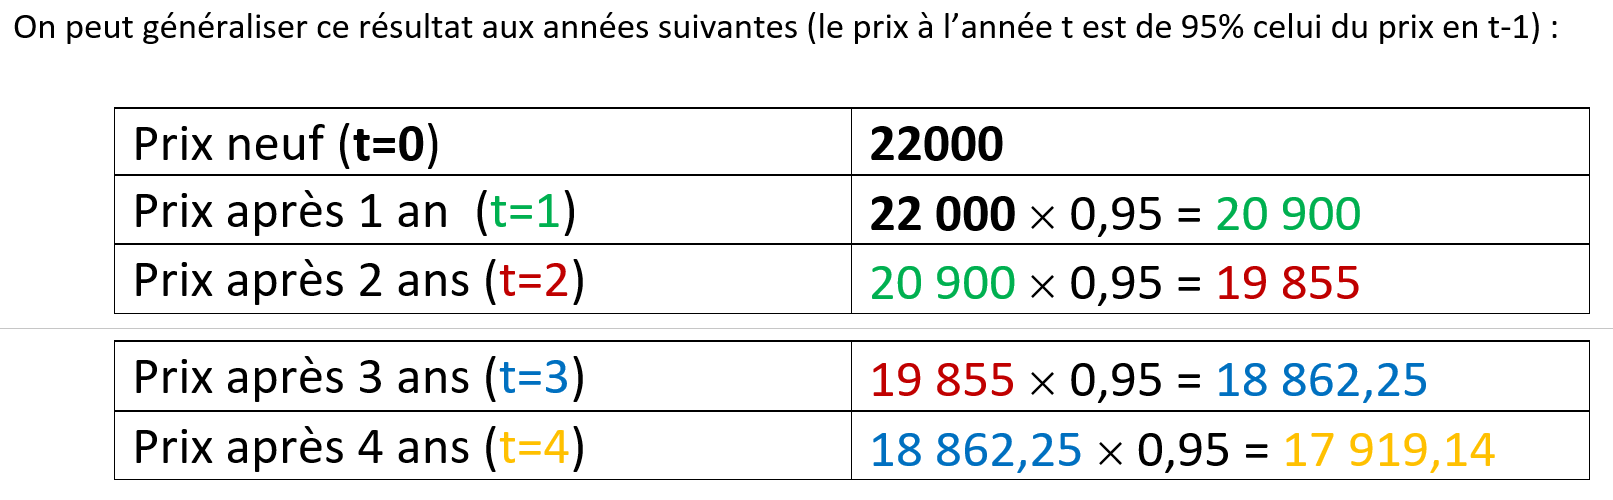 On peut généraliser ce résultat aux années suivantes (le prix à l’année t est de 95% celui du prix en t-1) :
Prix neuf (t=0) 22000
Prix après 1 an (t=1) 22 000 × 0,95 = 20 900
Prix après 2 ans (t=2) 20 900 × 0,95 = 19 855
Prix après 3 ans (t=3) 19 855 × 0,95 = 18 862,25
Prix après 4 ans (t=4) 18 862,25 × 0,95 = 17 919,14